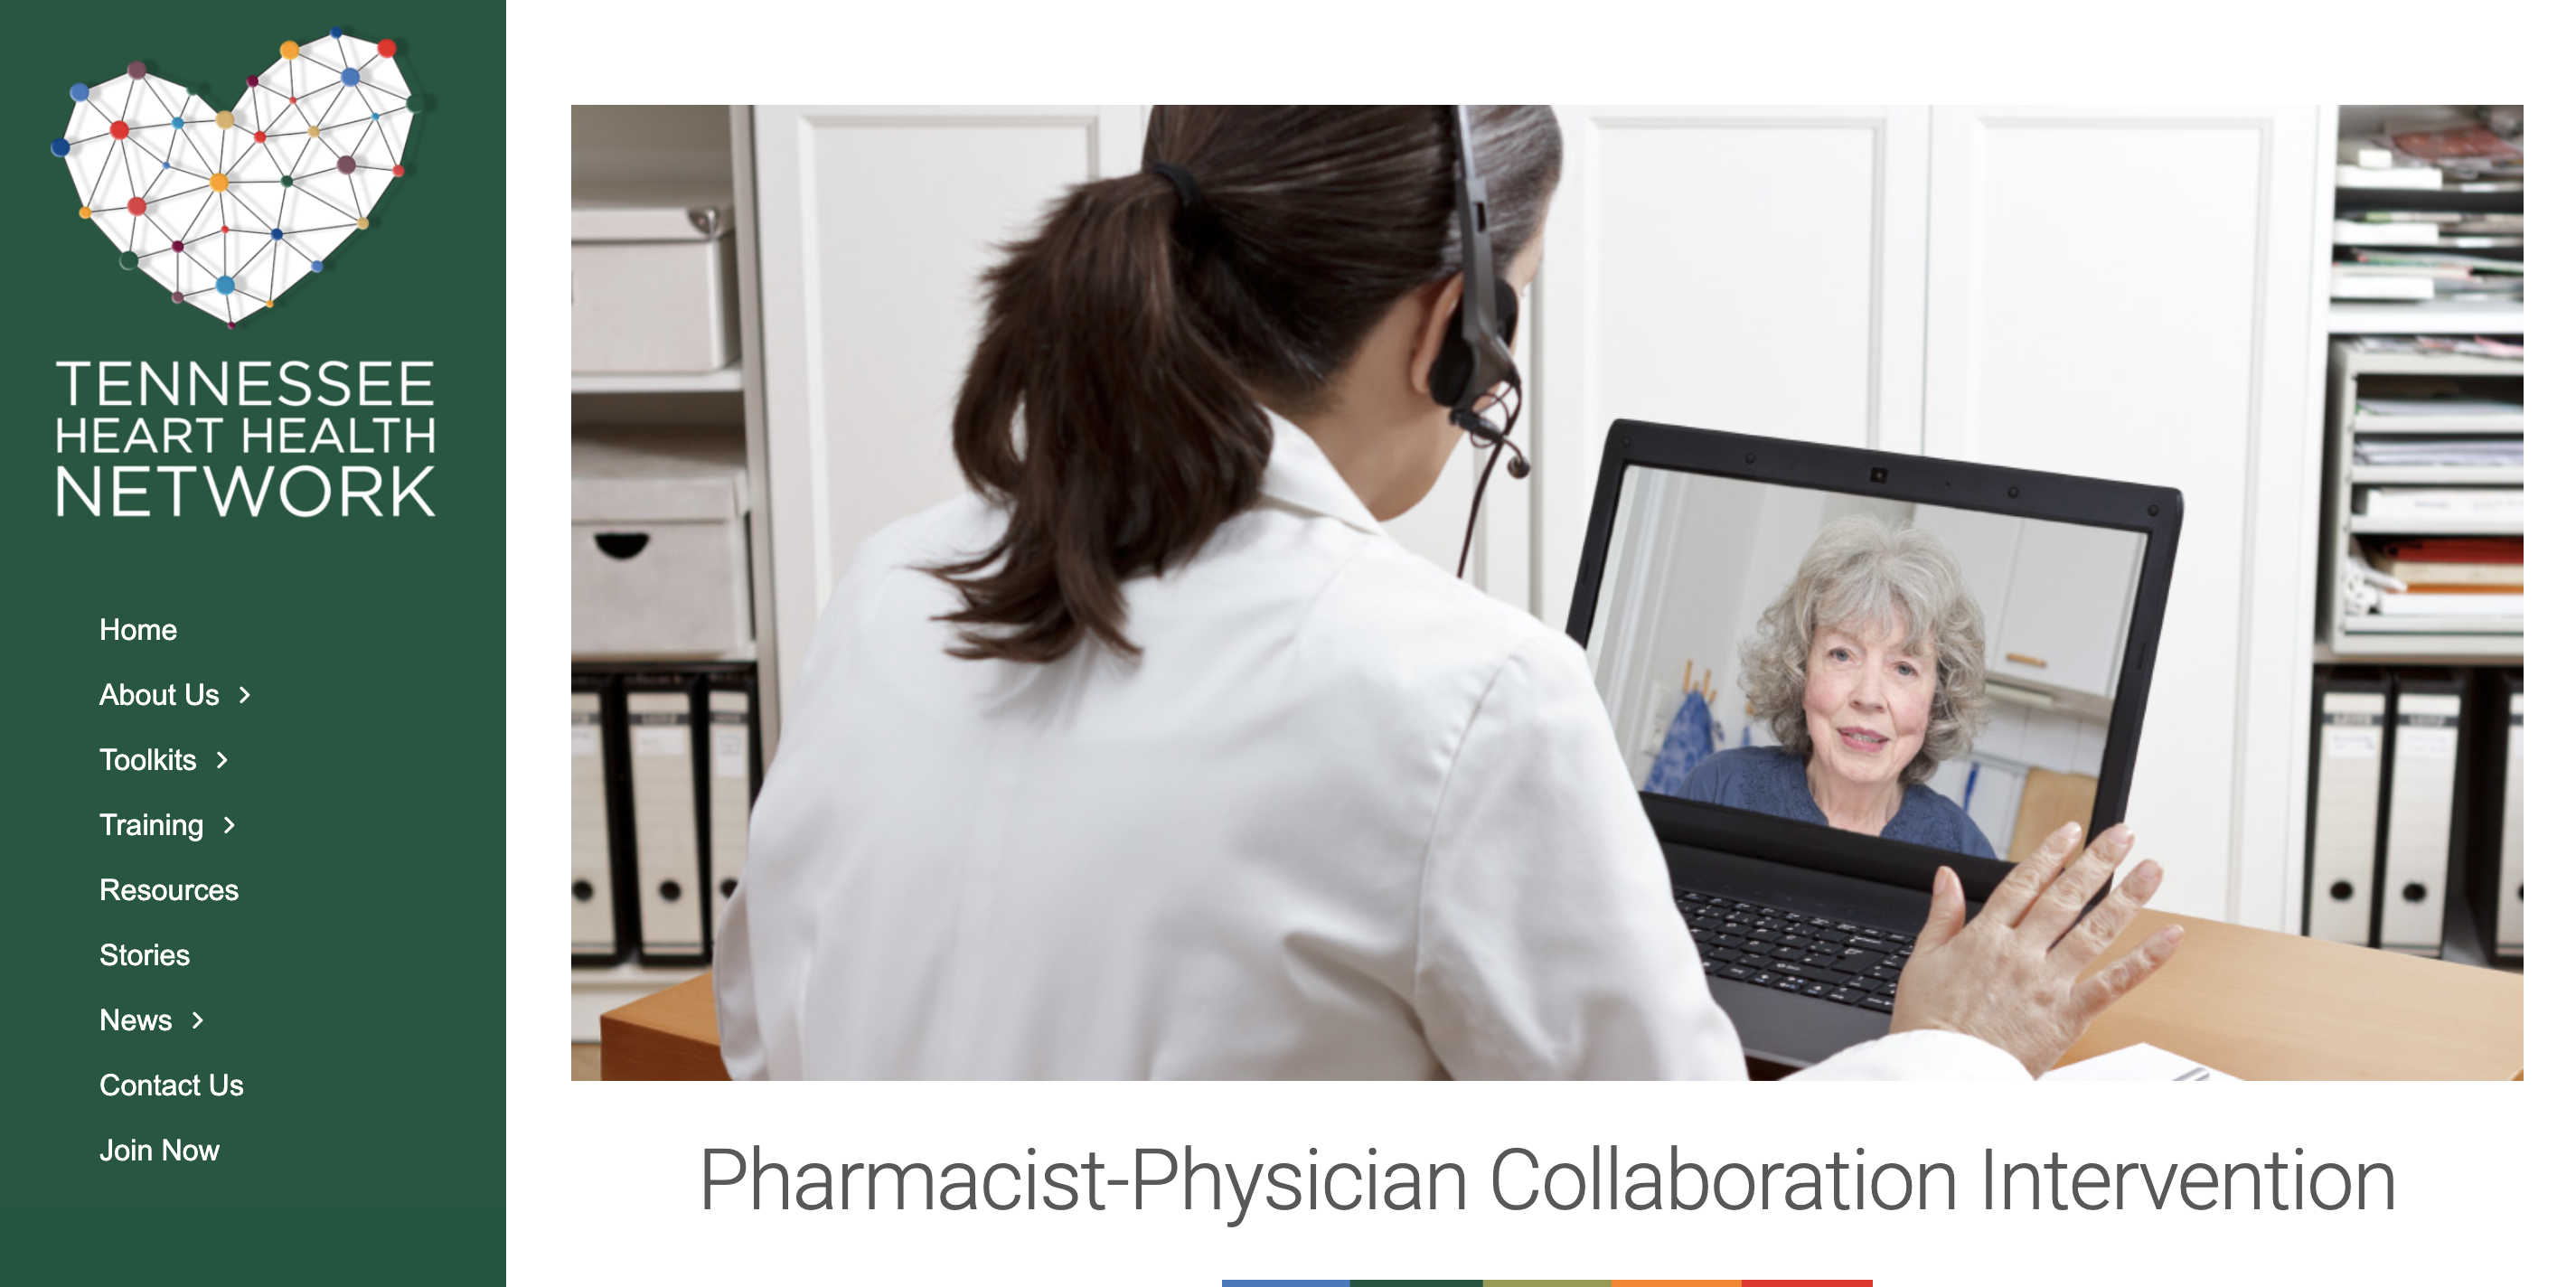 TENNESSEE
HEART HEALTH
NETWORK
Home
About Us
Toolkits
Training
Resources
Stories
News
Contact Us
Join Now
Pharmacist-Physician Collaboration Intervention